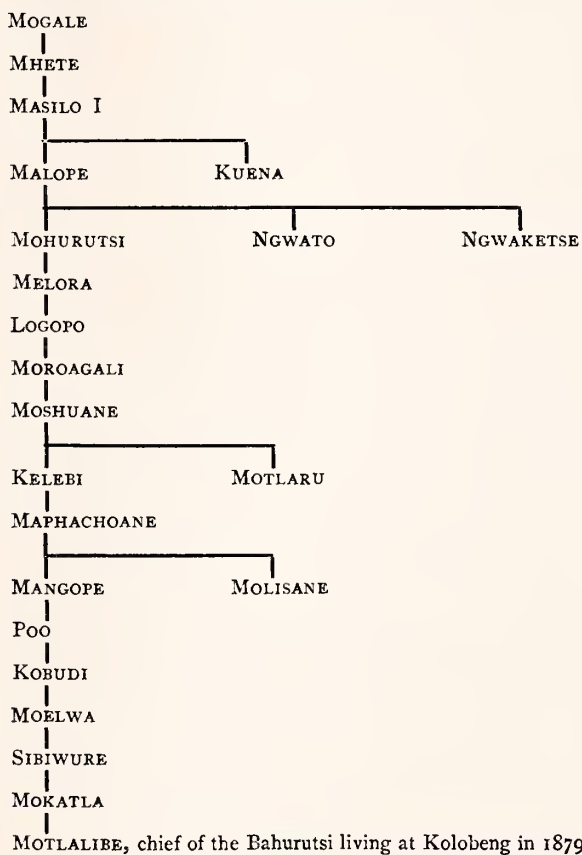 MOGALE
MHETE
MASILO I
MALOPE KUENA
MOHURUTSI NGWATO NGWAKETSE
MELORA
LOGOPO
MOROAGALI
MOSHUANE
KELEBI MOTLARU
MAPHACHOANE
MANGOPE MOLISANE
POO
KOBUDI
MOELWA
SIBIWURE
MOKATLA
MOTLALIBE, chief of the Bahurutsi living at Kolobeng in 1879